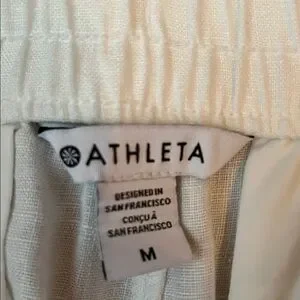 ATHLETA
DESIGNED IN
SAN FRANCISCO
CONÇU À
SAN FRANCISCO
M